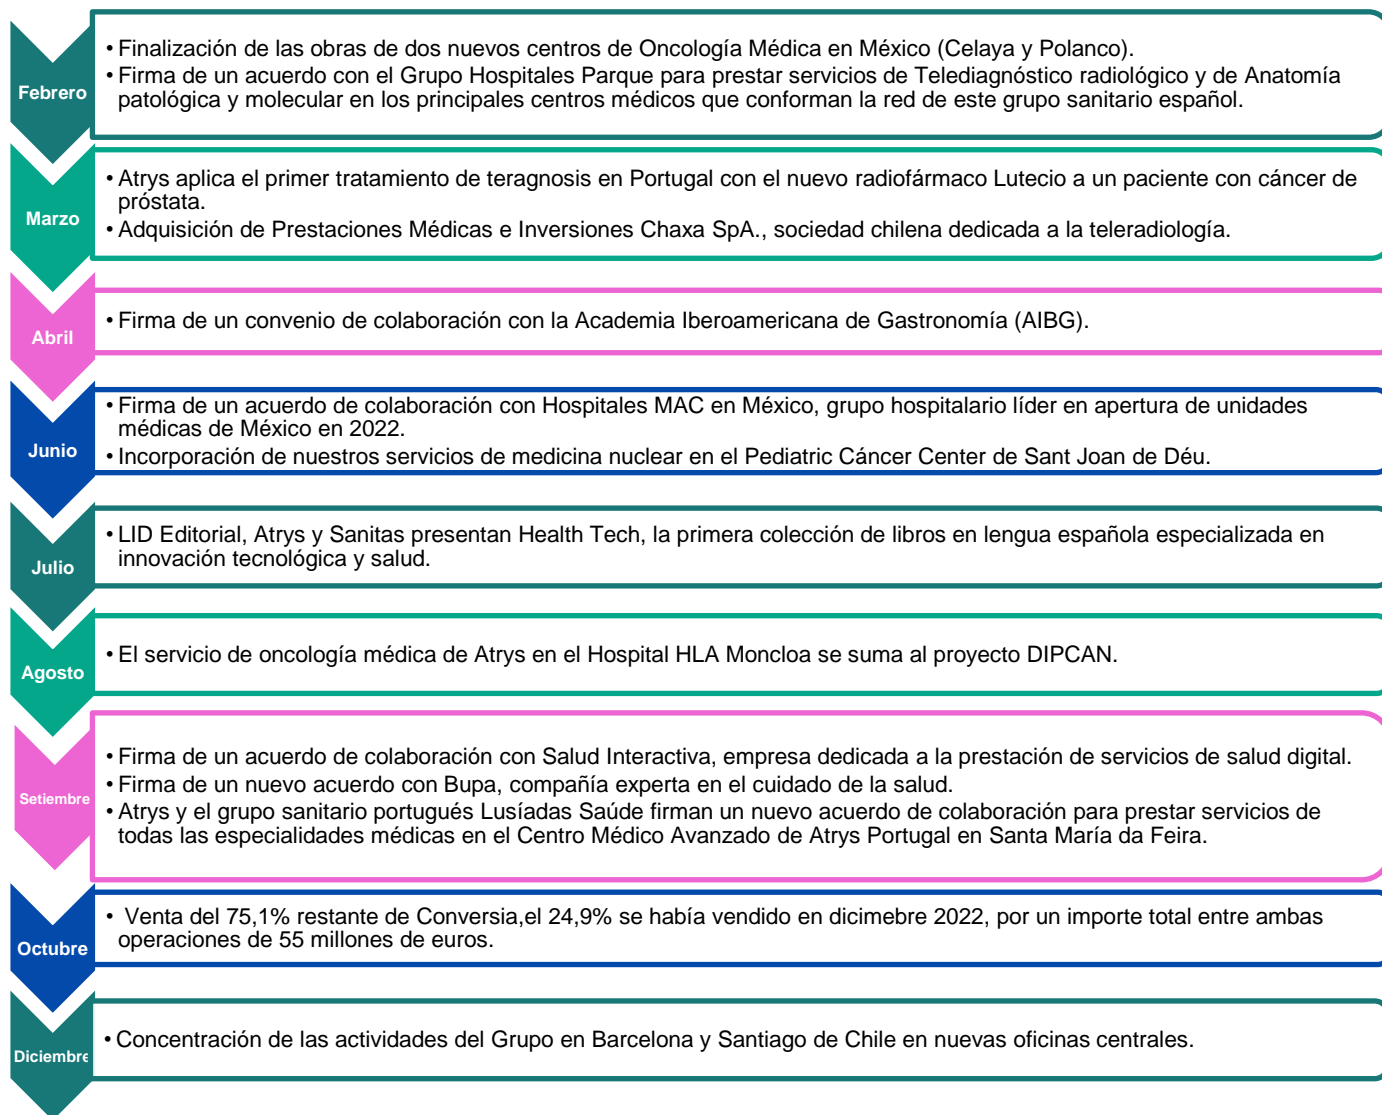 Febrero
• Finalización de las obras de dos nuevos centros de Oncología Médica en México (Celaya y Polanco).
• Firma de un acuerdo con el Grupo Hospitales Parque para prestar servicios de Telediagnóstico radiológico y de Anatomía
patológica y molecular en los principales centros médicos que conforman la red de este grupo sanitario español.
Marzo
• Atrys aplica el primer tratamiento de teragnosis en Portugal con el nuevo radiofármaco Lutecio a un paciente con cáncer de
próstata.
• Adquisición de Prestaciones Médicas e Inversiones Chaxa SpA., sociedad chilena dedicada a la teleradiología.
Abril
• Firma de un convenio de colaboración con la Academia Iberoamericana de Gastronomía (AIBG).
Junio
• Firma de un acuerdo de colaboración con Hospitales MAC en México, grupo hospitalario líder en apertura de unidades
médicas de México en 2022.
• Incorporación de nuestros servicios de medicina nuclear en el Pediatric Cáncer Center de Sant Joan de Déu.
Julio
• LID Editorial, Atrys y Sanitas presentan Health Tech, la primera colección de libros en lengua española especializada en
innovación tecnológica y salud.
Agosto
• El servicio de oncología médica de Atrys en el Hospital HLA Moncloa se suma al proyecto DIPCAN.
Setiembre
• Firma de un acuerdo de colaboración con Salud Interactiva, empresa dedicada a la prestación de servicios de salud digital.
• Firma de un nuevo acuerdo con Bupa, compañía experta en el cuidado de la salud.
• Atrys y el grupo sanitario portugués Lusíadas Saúde firman un nuevo acuerdo de colaboración para prestar servicios de
todas las especialidades médicas en el Centro Médico Avanzado de Atrys Portugal en Santa María da Feira.
Octubre
• Venta del 75,1% restante de Conversia,el 24,9% se había vendido en dicimebre 2022, por un importe total entre ambas
operaciones de 55 millones de euros.
Diciembre
• Concentración de las actividades del Grupo en Barcelona y Santiago de Chile en nuevas oficinas centrales.